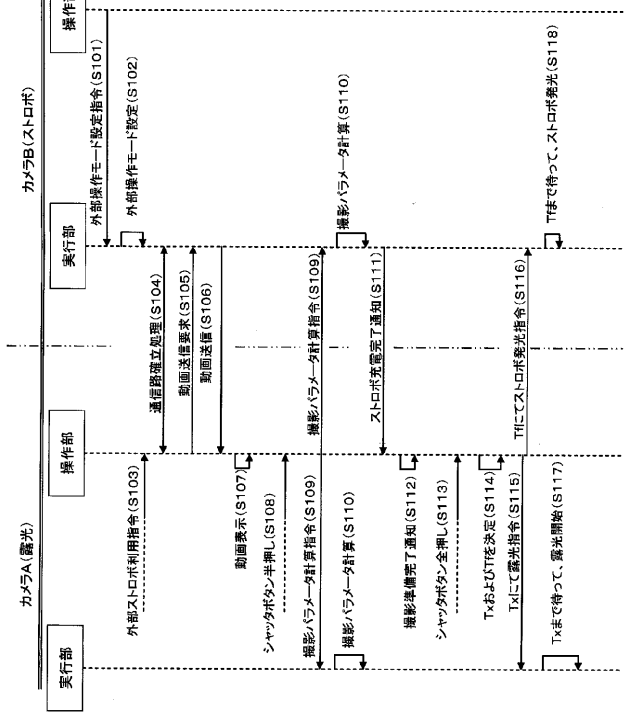 カメラA(露光)
カメラB(ストロボ)
実行部
操作部
実行部
外部操作モード設定指令(S101)
外部操作モード設定(S102)
外部ストロボ利用指令(S103)
通信路確立処理(S104)
動画送信要求(S105)
動画送信(S106)
動画表示(S107)
シャッタボタン半押し(S108)
撮影パラメータ計算指令(S109)
撮影パラメータ計算指令(S109)
撮影パラメータ計算(S110)
撮影パラメータ計算(S110)
ストロボ充電完了通知(S111)
撮影準備完了通知(S112)
シャッタボタン全押し(S113)
TxおよびTfを決定(S114)
Txにて露光指令(S115)
Tfにてストロボ発光指令(S116)
Txまで待って、露光開始(S117)
Tfまで待って、ストロボ発光(S118)